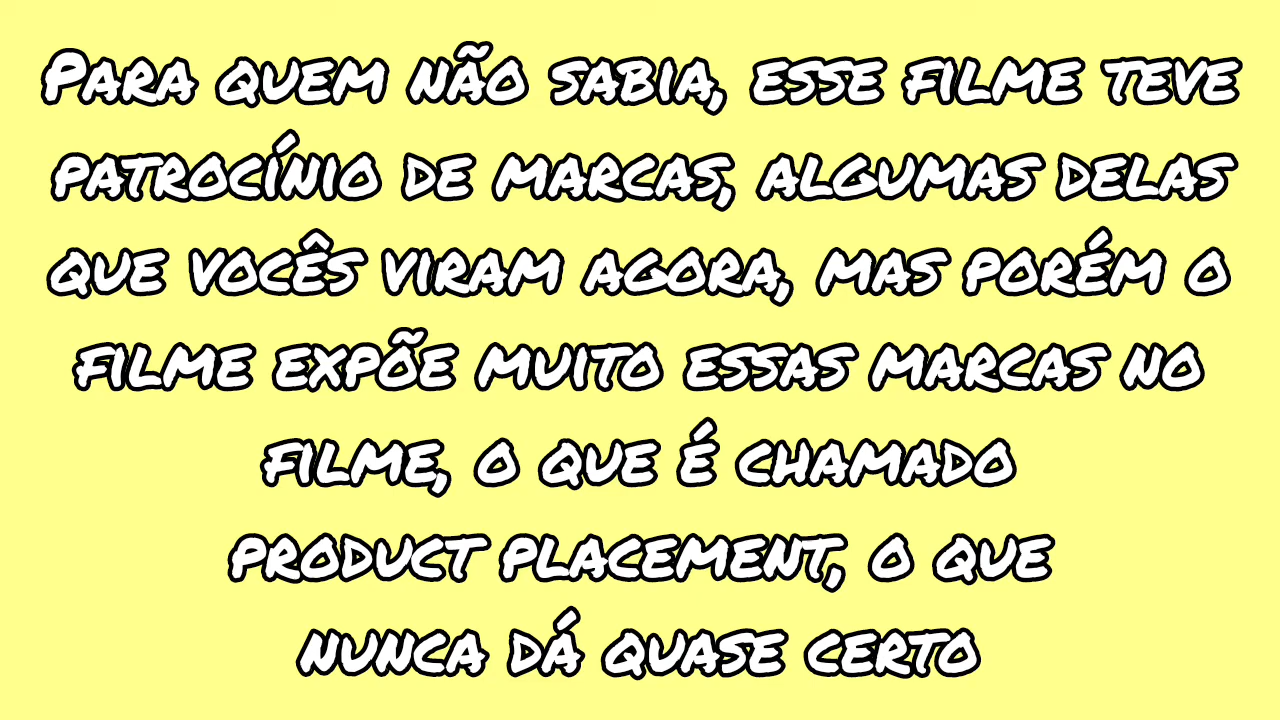 Para quem não sabia, esse filme teve
patrocínio de marcas, algumas delas
que vocês viram agora, mas porém o
filme expõe muito essas marcas no
filme, o que é chamado
product placement, o que
nunca dá quase certo